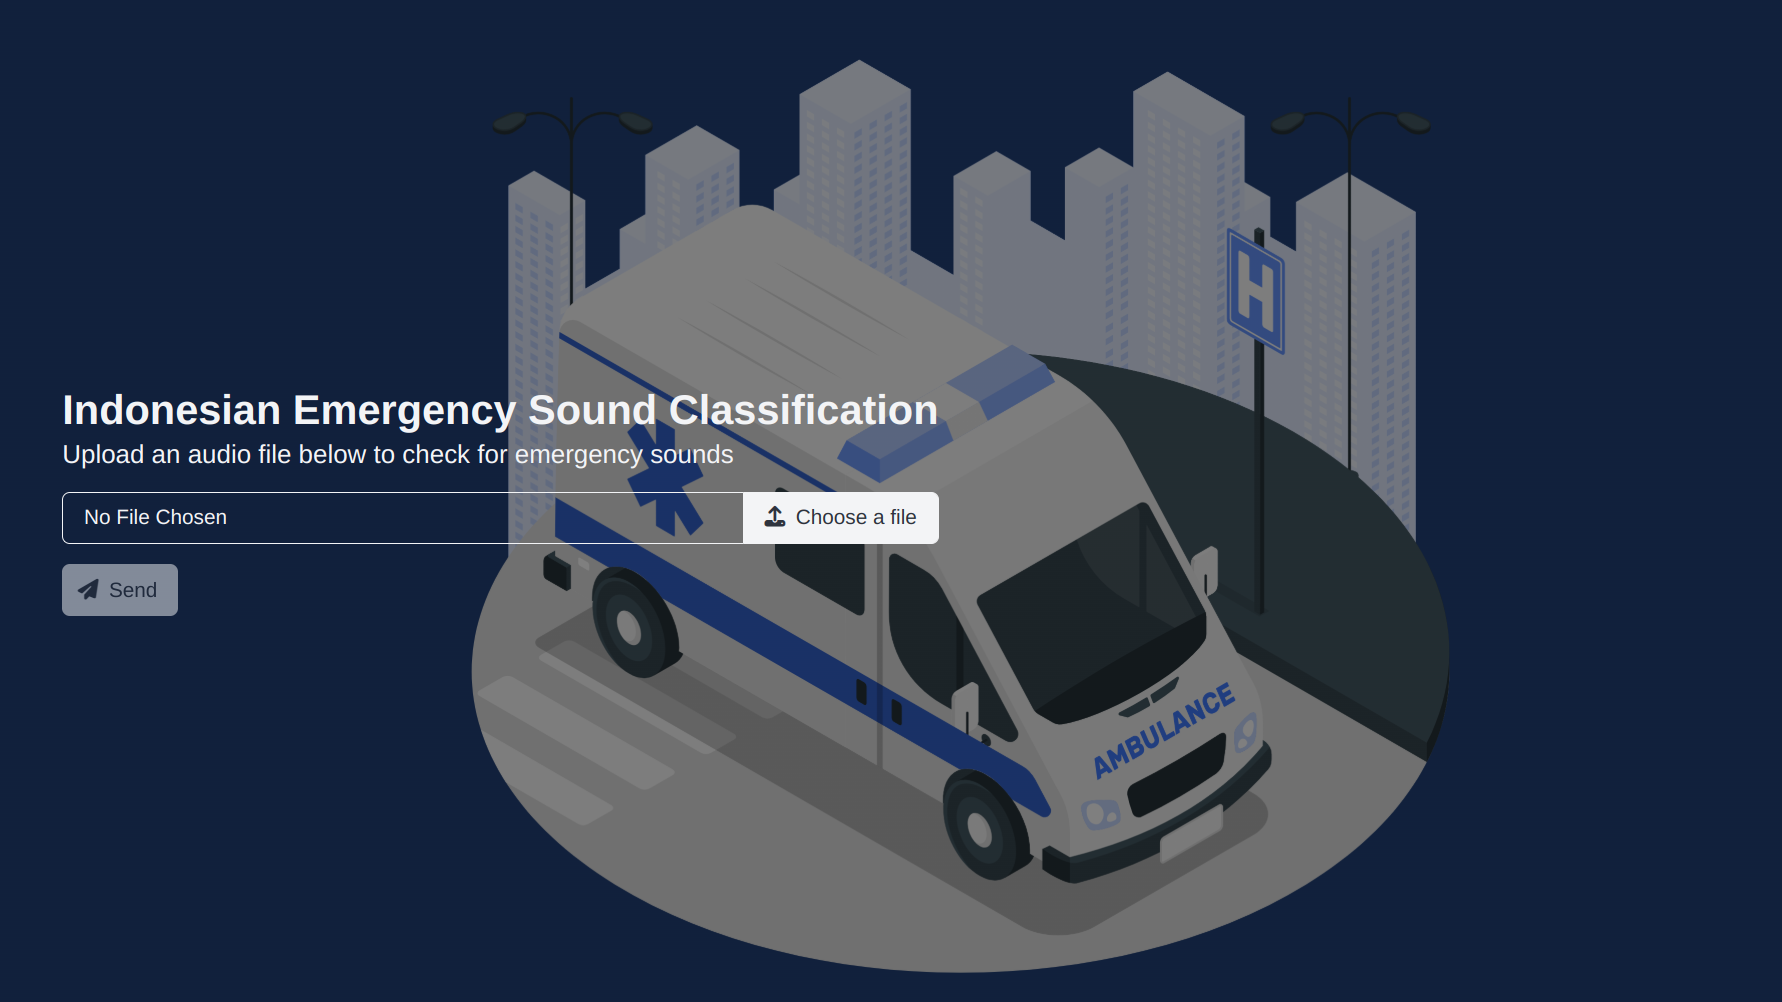 H
Indonesian Emergency Sound Classification
Upload an audio file below to check for emergency sounds
No File Chosen
Choose a file
Send
AMBULANCE